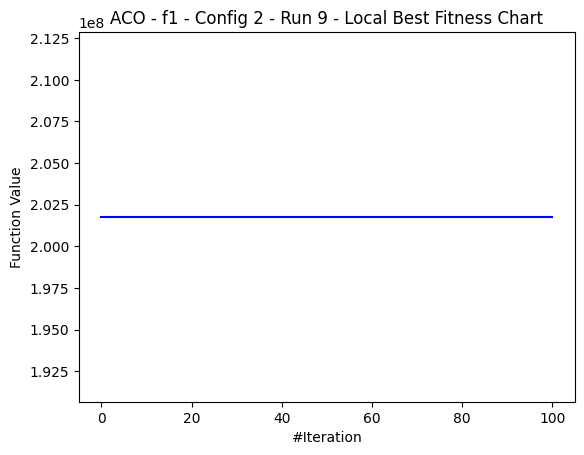 ACO - f1 - Config 2 - Run 9 - Local Best Fitness Chart
1e8
2.125
2.100
2.075
2.050
2.025
2.000
1.975
1.950
1.925
Function Value
0 20 40 60 80 100
#Iteration